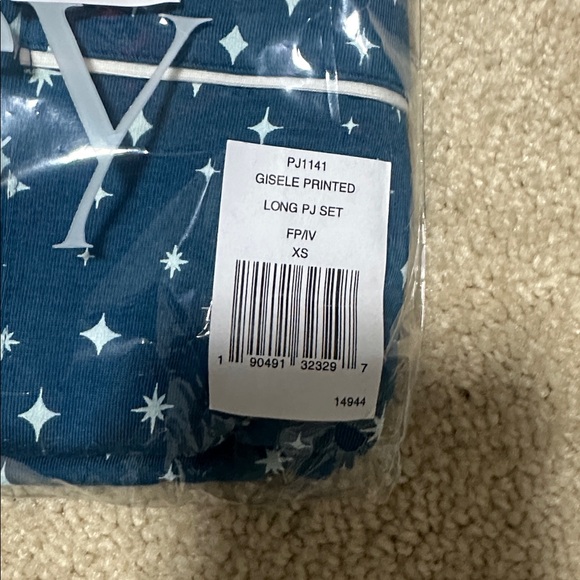 Y
PJ1141
GISELE PRINTED
LONG PJ SET
FP/IV
XS
1 90491 32329 7
14944